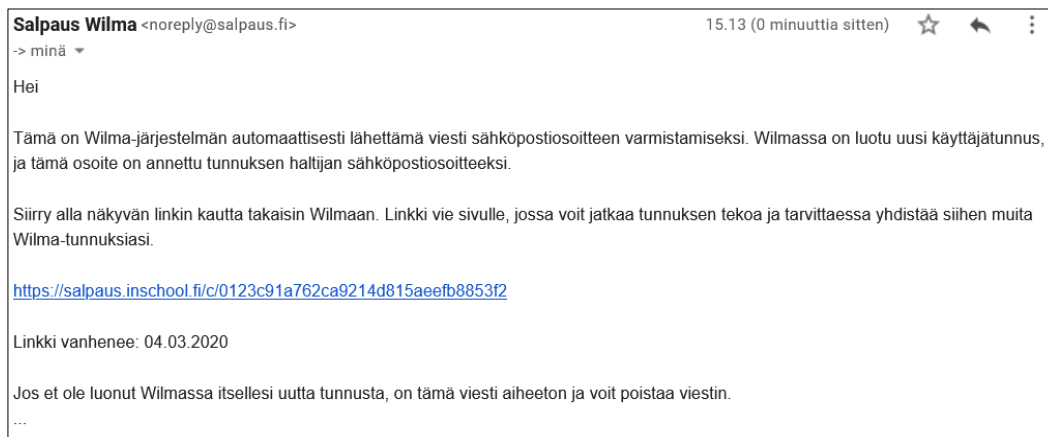 Salpaus Wilma <noreply@salpaus.fi> 15.13 (0 minuuttia sitten)
-> minä
Hei
Tämä on Wilma-järjestelmän automaattisesti lähettämä viesti sähköpostiosoitteen varmistamiseksi. Wilmassa on luotu uusi käyttäjätunnus,
ja tämä osoite on annettu tunnuksen haltijan sähköpostiosoitteeksi.
Siirry alla näkyvän linkin kautta takaisin Wilmaan. Linkki vie sivulle, jossa voit jatkaa tunnuksen tekoa ja tarvittaessa yhdistää siihen muita
Wilma-tunnuksiasi.
https://salpaus.inschool.fi/c/0123c91a762ca9214d815aeefb8853f2
Linkki vanhenee: 04.03.2020
Jos et ole luonut Wilmassa itsellesi uutta tunnusta, on tämä viesti aiheeton ja voit poistaa viestin.
...